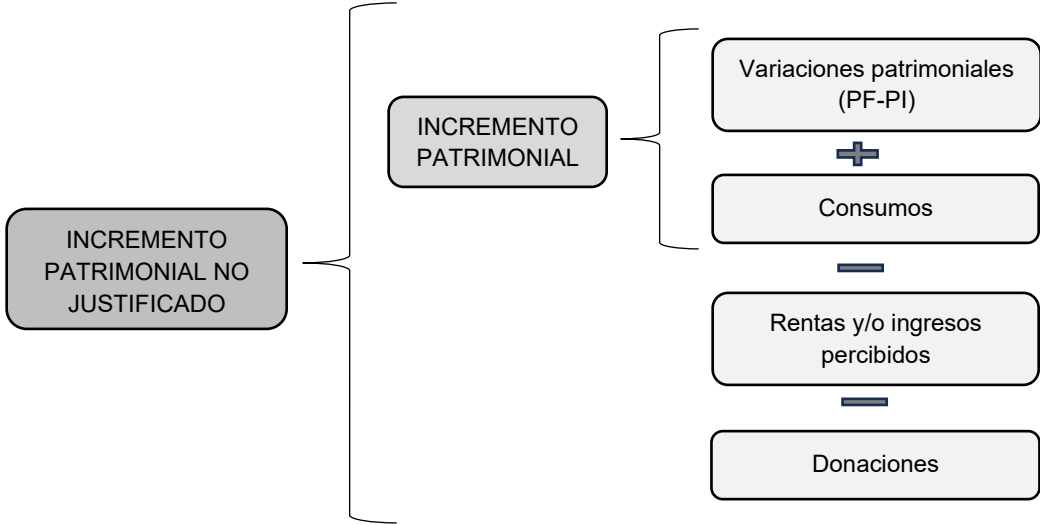 INCREMENTO
PATRIMONIAL NO
JUSTIFICADO
INCREMENTO
PATRIMONIAL
Variaciones patrimoniales
(PF-PI)
Consumos
Rentas y/o ingresos
percibidos
Donaciones